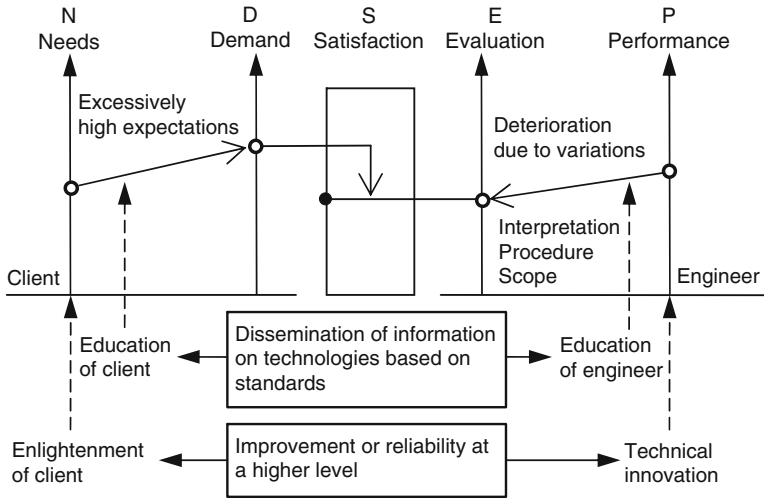 N
Needs
D
Demand
S
Satisfaction
E
Evaluation
P
Performance
Excessively
high expectations
Deterioration
due to variations
Interpretation
Procedure
Scope
Client
Engineer
Education
of client
Dissemination of information
on technologies based on
standards
Education
of engineer
Enlightenment
of client
Improvement or reliability at
a higher level
Technical
innovation